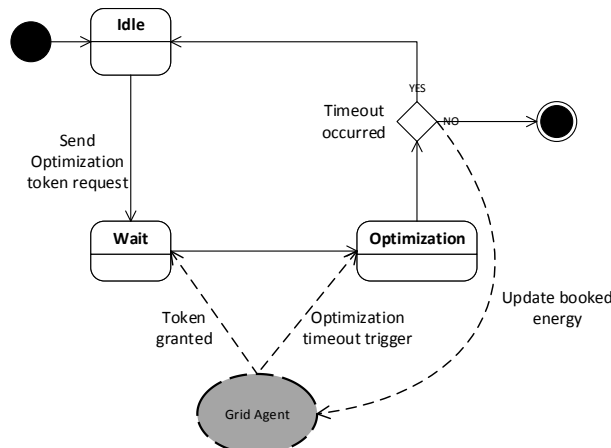 Idle
YES
Timeout
occurred
NO
Send
Optimization
token request
Wait
Optimization
Update booked
energy
Token
granted
Optimization
timeout trigger
Grid Agent